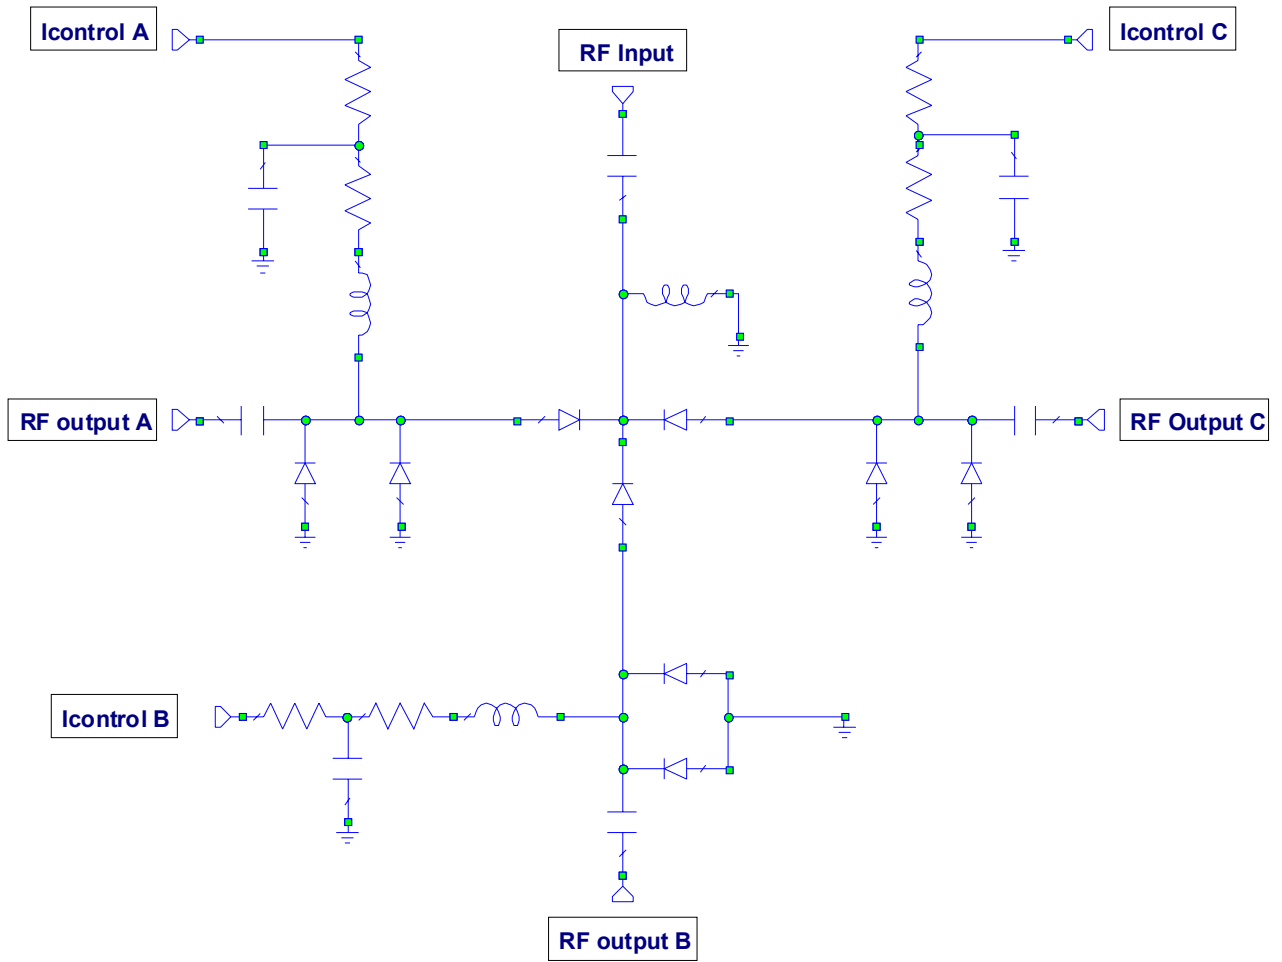 Icontrol A
RF Input
Icontrol C
RF output A
RF Output C
Icontrol B
RF output B